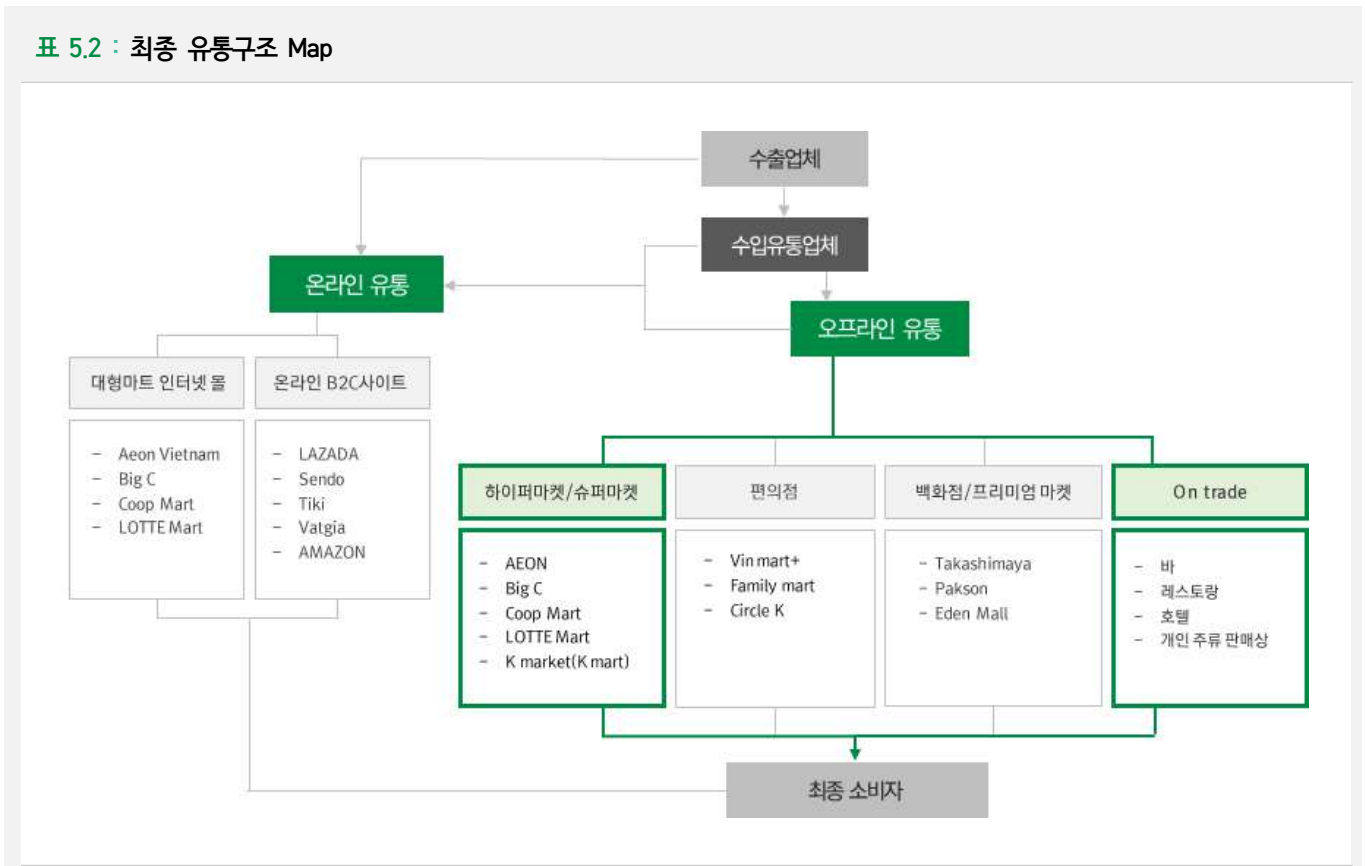 표 5.2 : 최종 유통구조 Map
수출업체
수입유통업체
온라인 유통
오프라인 유통
대형마트 인터넷 몰
온라인 B2C사이트
- Aeon Vietnam
- Big C
- Coop Mart
- LOTTE Mart
- LAZADA
- Sendo
- Tiki
- Vatgia
- AMAZON
하이퍼마켓/슈퍼마켓
편의점
백화점/프리미엄 마켓
On trade
- AEON
- Big C
- Coop Mart
- LOTTE Mart
- K market(K mart)
- Vin mart+
- Family mart
- Circle K
- Takashimaya
- Pakson
- Eden Mall
- 바
- 레스토랑
- 호텔
- 개인 주류 판매상
최종 소비자